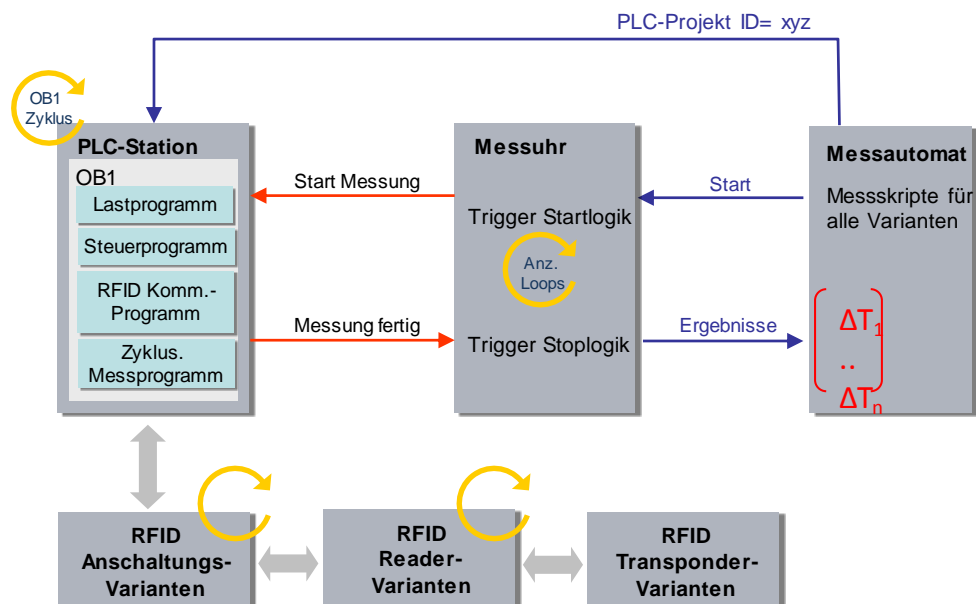 PLC-Projekt ID= xyz
OB1
Zyklus
PLC-Station
OB1
Lastprogramm
Steuerprogramm
RFID Komm.-
Programm
Zyklus.
Messprogramm
Start Messung
Messung fertig
Messuhr
Trigger Startlogik
Anz.
Loops
Trigger Stoplogik
Start
Ergebnisse
Messautomat
Messskripte für
alle Varianten
ΔT1
..
ΔTn
RFID
Anschaltungs-
Varianten
RFID
Reader-
Varianten
RFID
Transponder-
Varianten